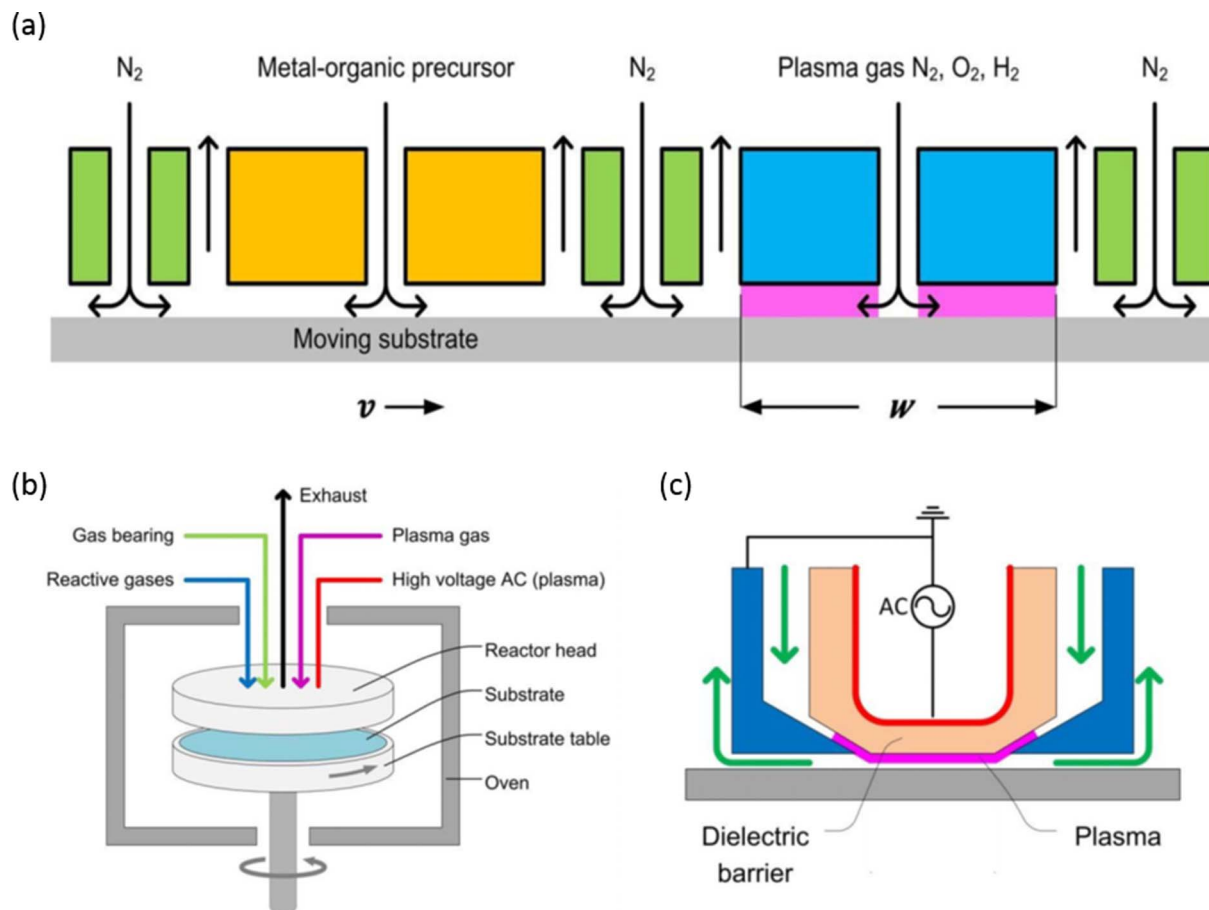 (a)
N₂
Metal-organic precursor
N₂
Plasma gas N₂, O₂, H₂
N₂
Moving substrate
v
w
(b)
Exhaust
Gas bearing
Plasma gas
Reactive gases
High voltage AC (plasma)
Reactor head
Substrate
Substrate table
Oven
(c)
AC
Dielectric
barrier
Plasma